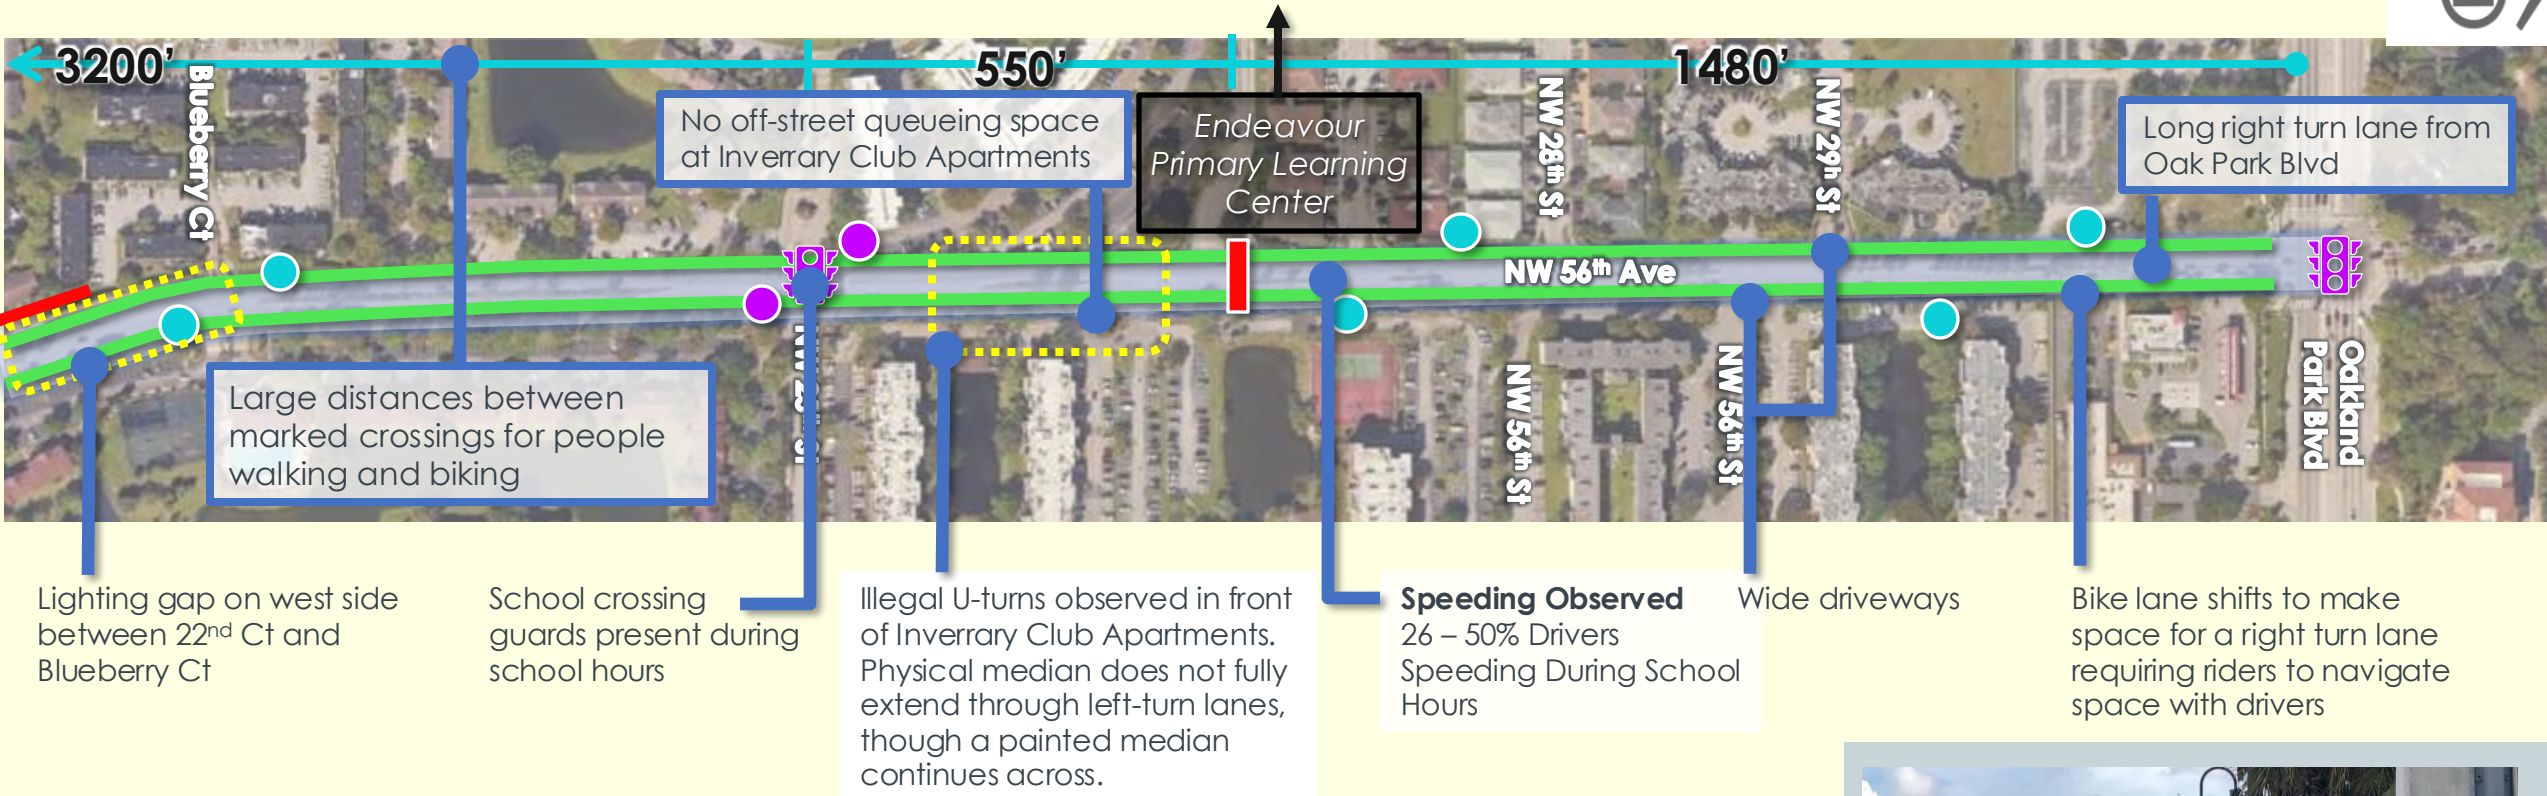 3200’
550’
1480’
Blueberry Ct
No off-street queueing space
at Inverrary Club Apartments
Endeavour
Primary Learning
Center
NW 28th St
NW 29h St
Long right turn lane from
Oak Park Blvd
NW 56th Ave
Large distances between
marked crossings for people
walking and biking
NW 56th St
NW 56th St
Oakland
Park Blvd
Lighting gap on west side
between 22nd Ct and
Blueberry Ct
School crossing
guards present during
school hours
Illegal U-turns observed in front
of Inverrary Club Apartments.
Physical median does not fully
extend through left-turn lanes,
though a painted median
continues across.
Speeding Observed
26 – 50% Drivers
Speeding During School
Hours
Wide driveways
Bike lane shifts to make
space for a right turn lane
requiring riders to navigate
space with drivers